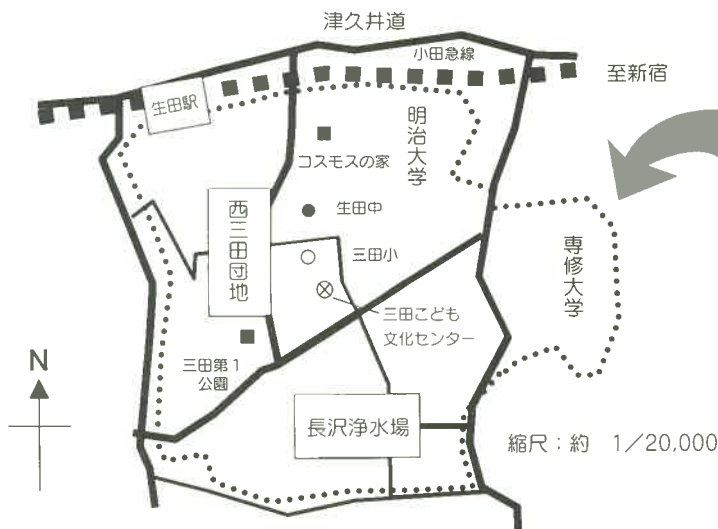 津久井道
小田急線
至新宿
生田駅
明治大学
コスモスの家
生田中
西三田団地
三田小
専修大学
三田こども
文化センター
三田第1
公園
N
長沢浄水場
縮尺：約 1／20,000